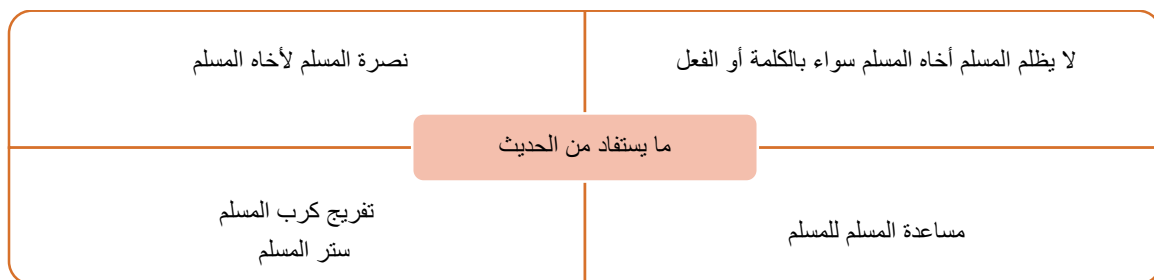 لا يظلم المسلم أخاه المسلم سواء بالكلمة أو الفعل
نصرة المسلم لأخاه المسلم
ما يستفاد من الحديث
مساعدة المسلم للمسلم
تفريج كرب المسلم
ستر المسلم